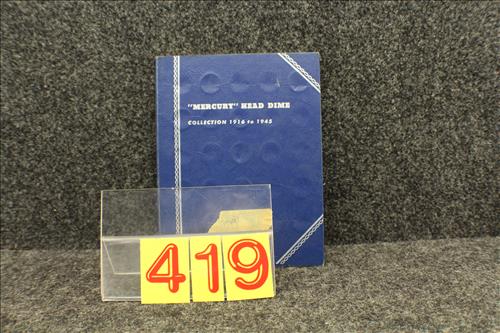 "MERCURY" HEAD DIME
COLLECTION 1916 to 1945
419